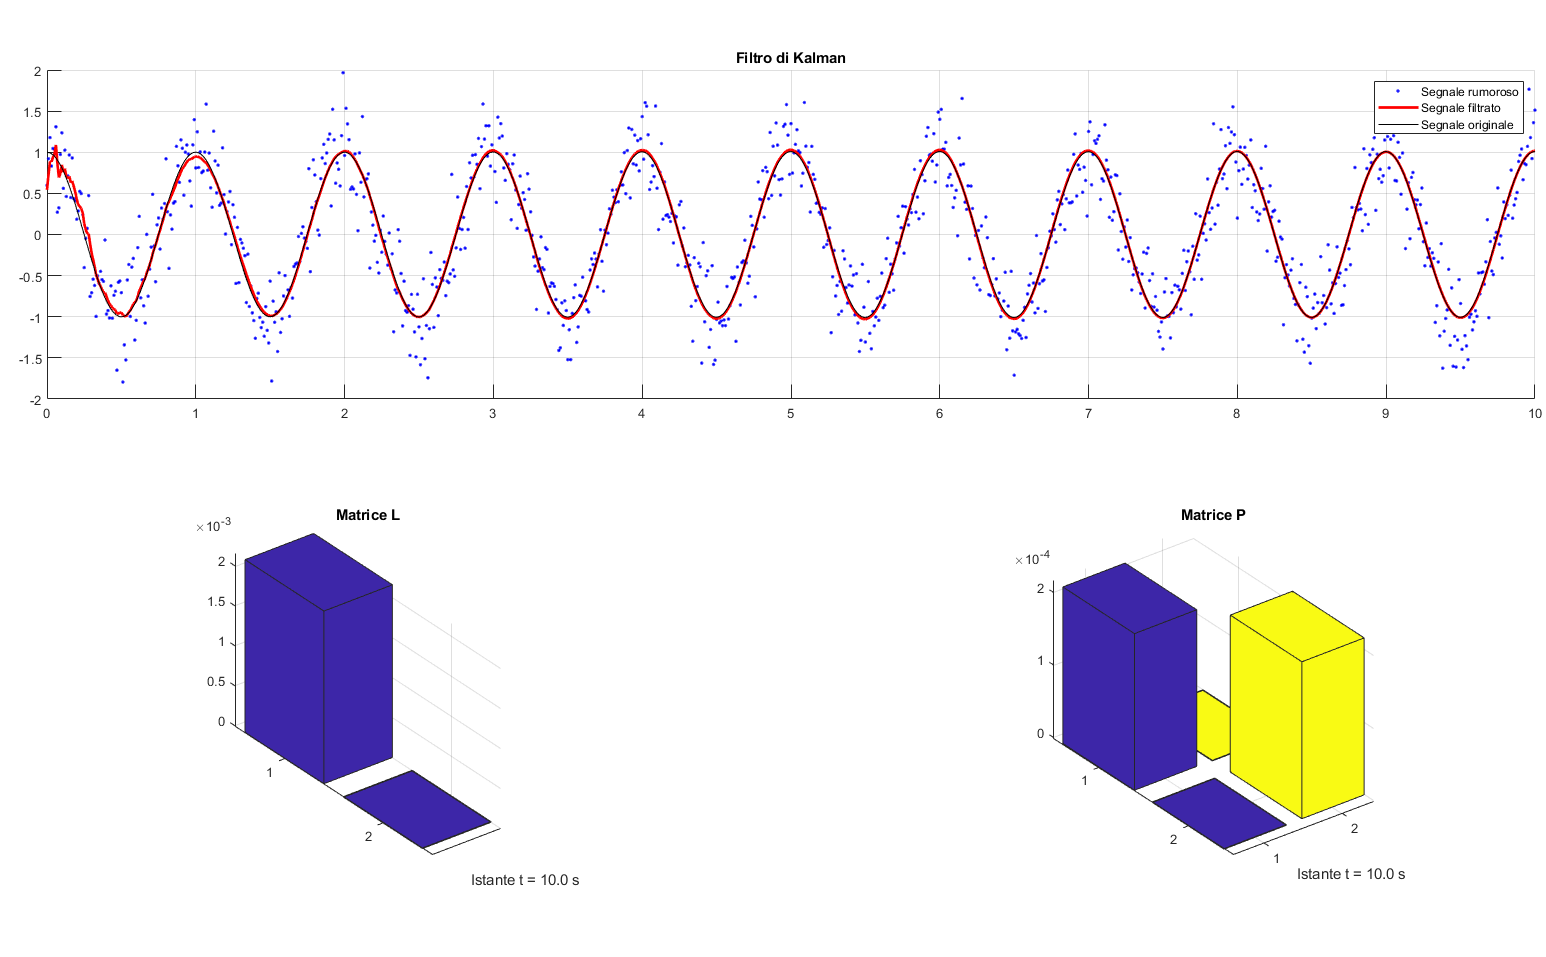 Filtro di Kalman
2
1.5
1
0.5
0
-0.5
-1
-1.5
-2
Segnale rumoroso
Segnale filtrato
Segnale originale
0 1 2 3 4 5 6 7 8 9 10
Matrice L
×10-3
2
1.5
1
0.5
0
1
2
Istante t = 10.0 s
Matrice P
×10-4
2
1
0
1
2
1
2
Istante t = 10.0 s